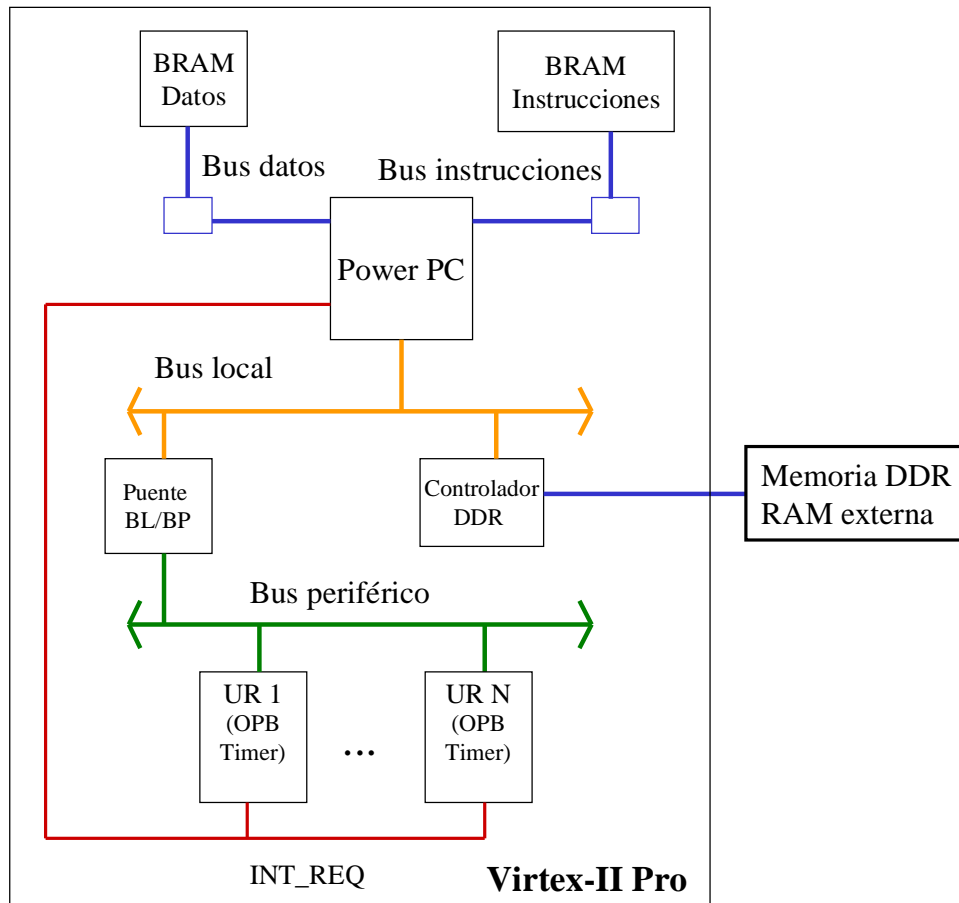 BRAM
Datos
BRAM
Instrucciones
Bus datos
Bus instrucciones
Power PC
Bus local
Puente
BL/BP
Controlador
DDR
Memoria DDR
RAM externa
Bus periférico
UR 1
(OPB
Timer)
...
UR N
(OPB
Timer)
INT_REQ
Virtex-II Pro